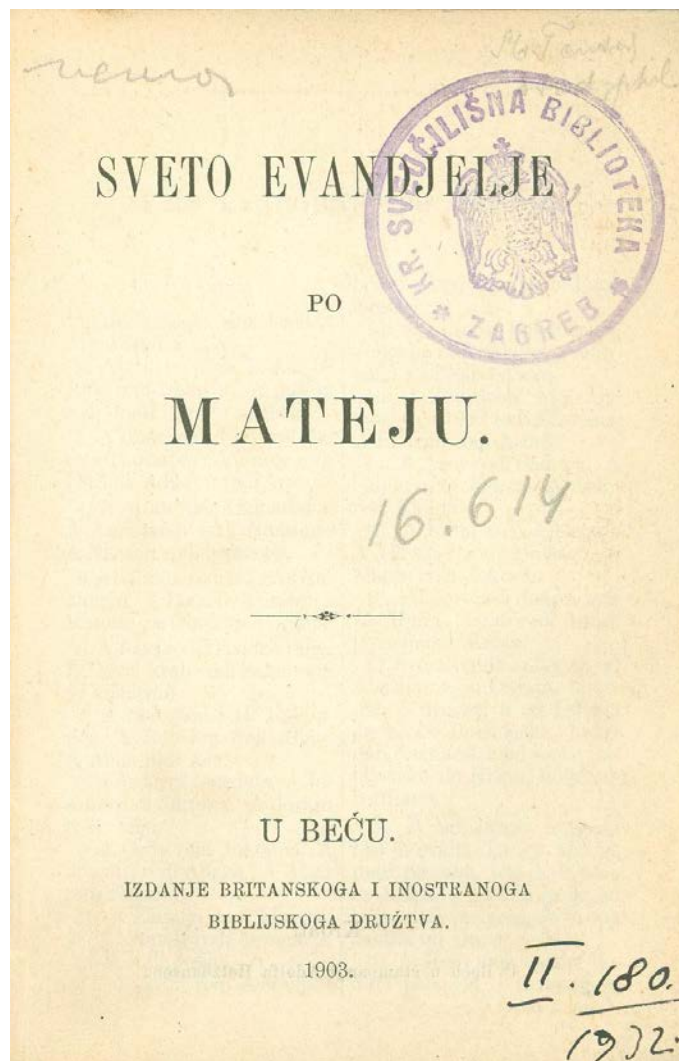 SVETO EVANDJELJE
KR. SVEUČILIŠNA BIBLIOTEKA
* ZAGREB *
PO
MATEJU.
16.614
U BEČU.
IZDANJE BRITANSKOGA I INOSTRANOGA
BIBLIJSKOGA DRUŽTVA.
1903.
II. 180.
1932.